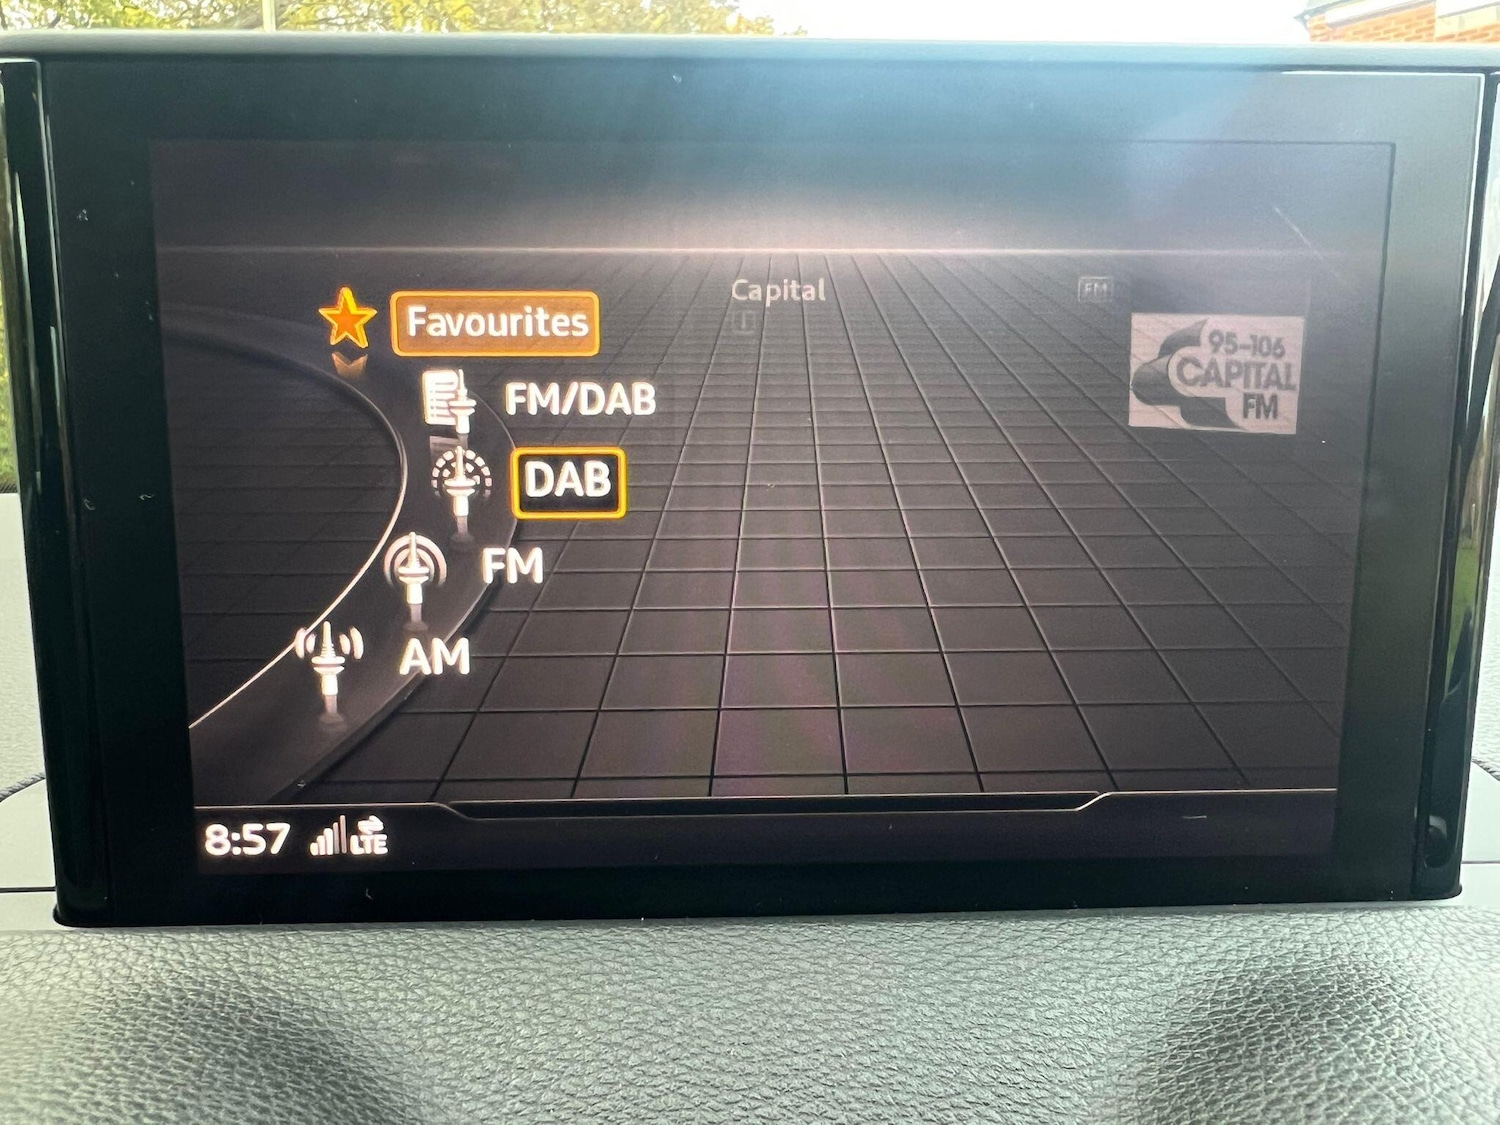 Capital
FM
Favourites
95-106
CAPITAL
FM
FM/DAB
DAB
FM
AM
8:57 LTE